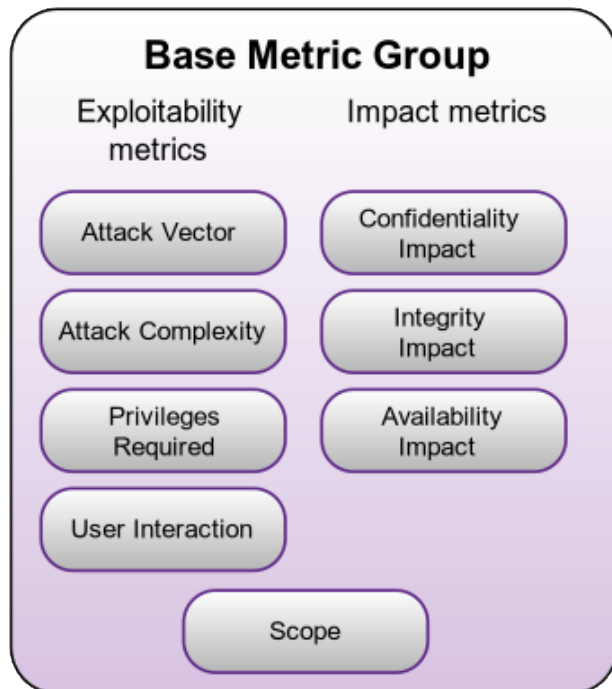 Base Metric Group
Exploitability
metrics
Impact metrics
Attack Vector
Confidentiality
Impact
Attack Complexity
Integrity
Impact
Privileges
Required
Availability
Impact
User Interaction
Scope